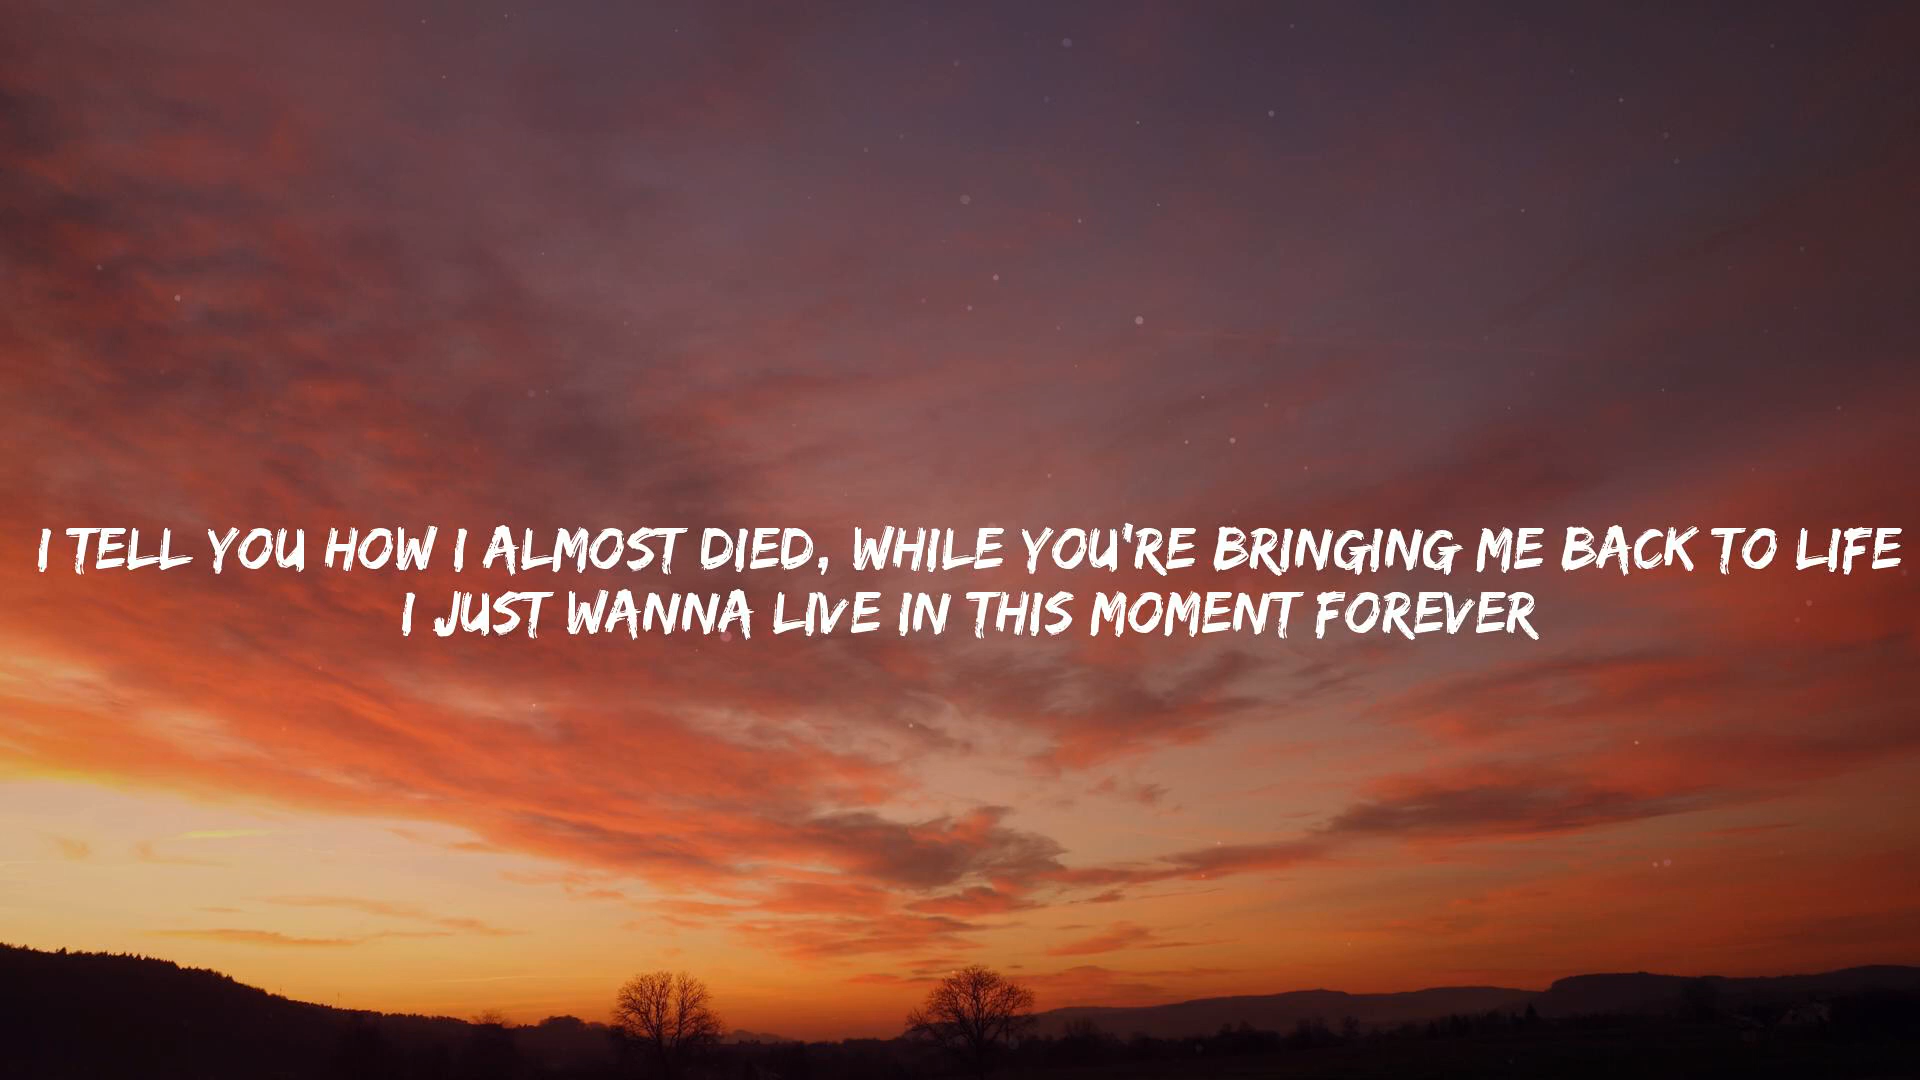 I TELL YOU HOW I ALMOST DIED, WHILE YOU'RE BRINGING ME BACK TO LIFE
I JUST WANNA LIVE IN THIS MOMENT FOREVER